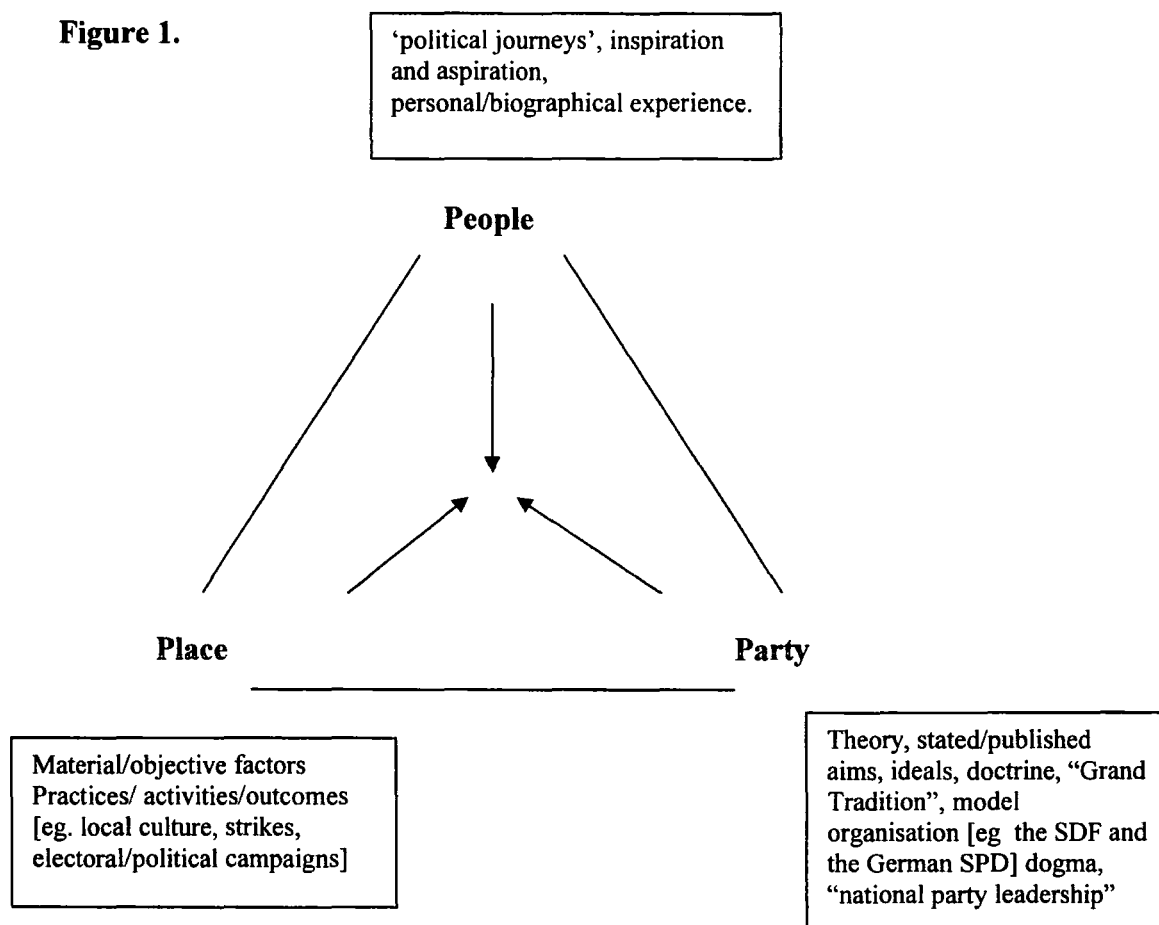 Figure 1.
‘political journeys’, inspiration
and aspiration,
personal/biographical experience.
People
Place
Party
Material/objective factors
Practices/ activities/outcomes
[eg. local culture, strikes,
electoral/political campaigns]
Theory, stated/published
aims, ideals, doctrine, “Grand
Tradition”, model
organisation [eg the SDF and
the German SPD] dogma,
“national party leadership”